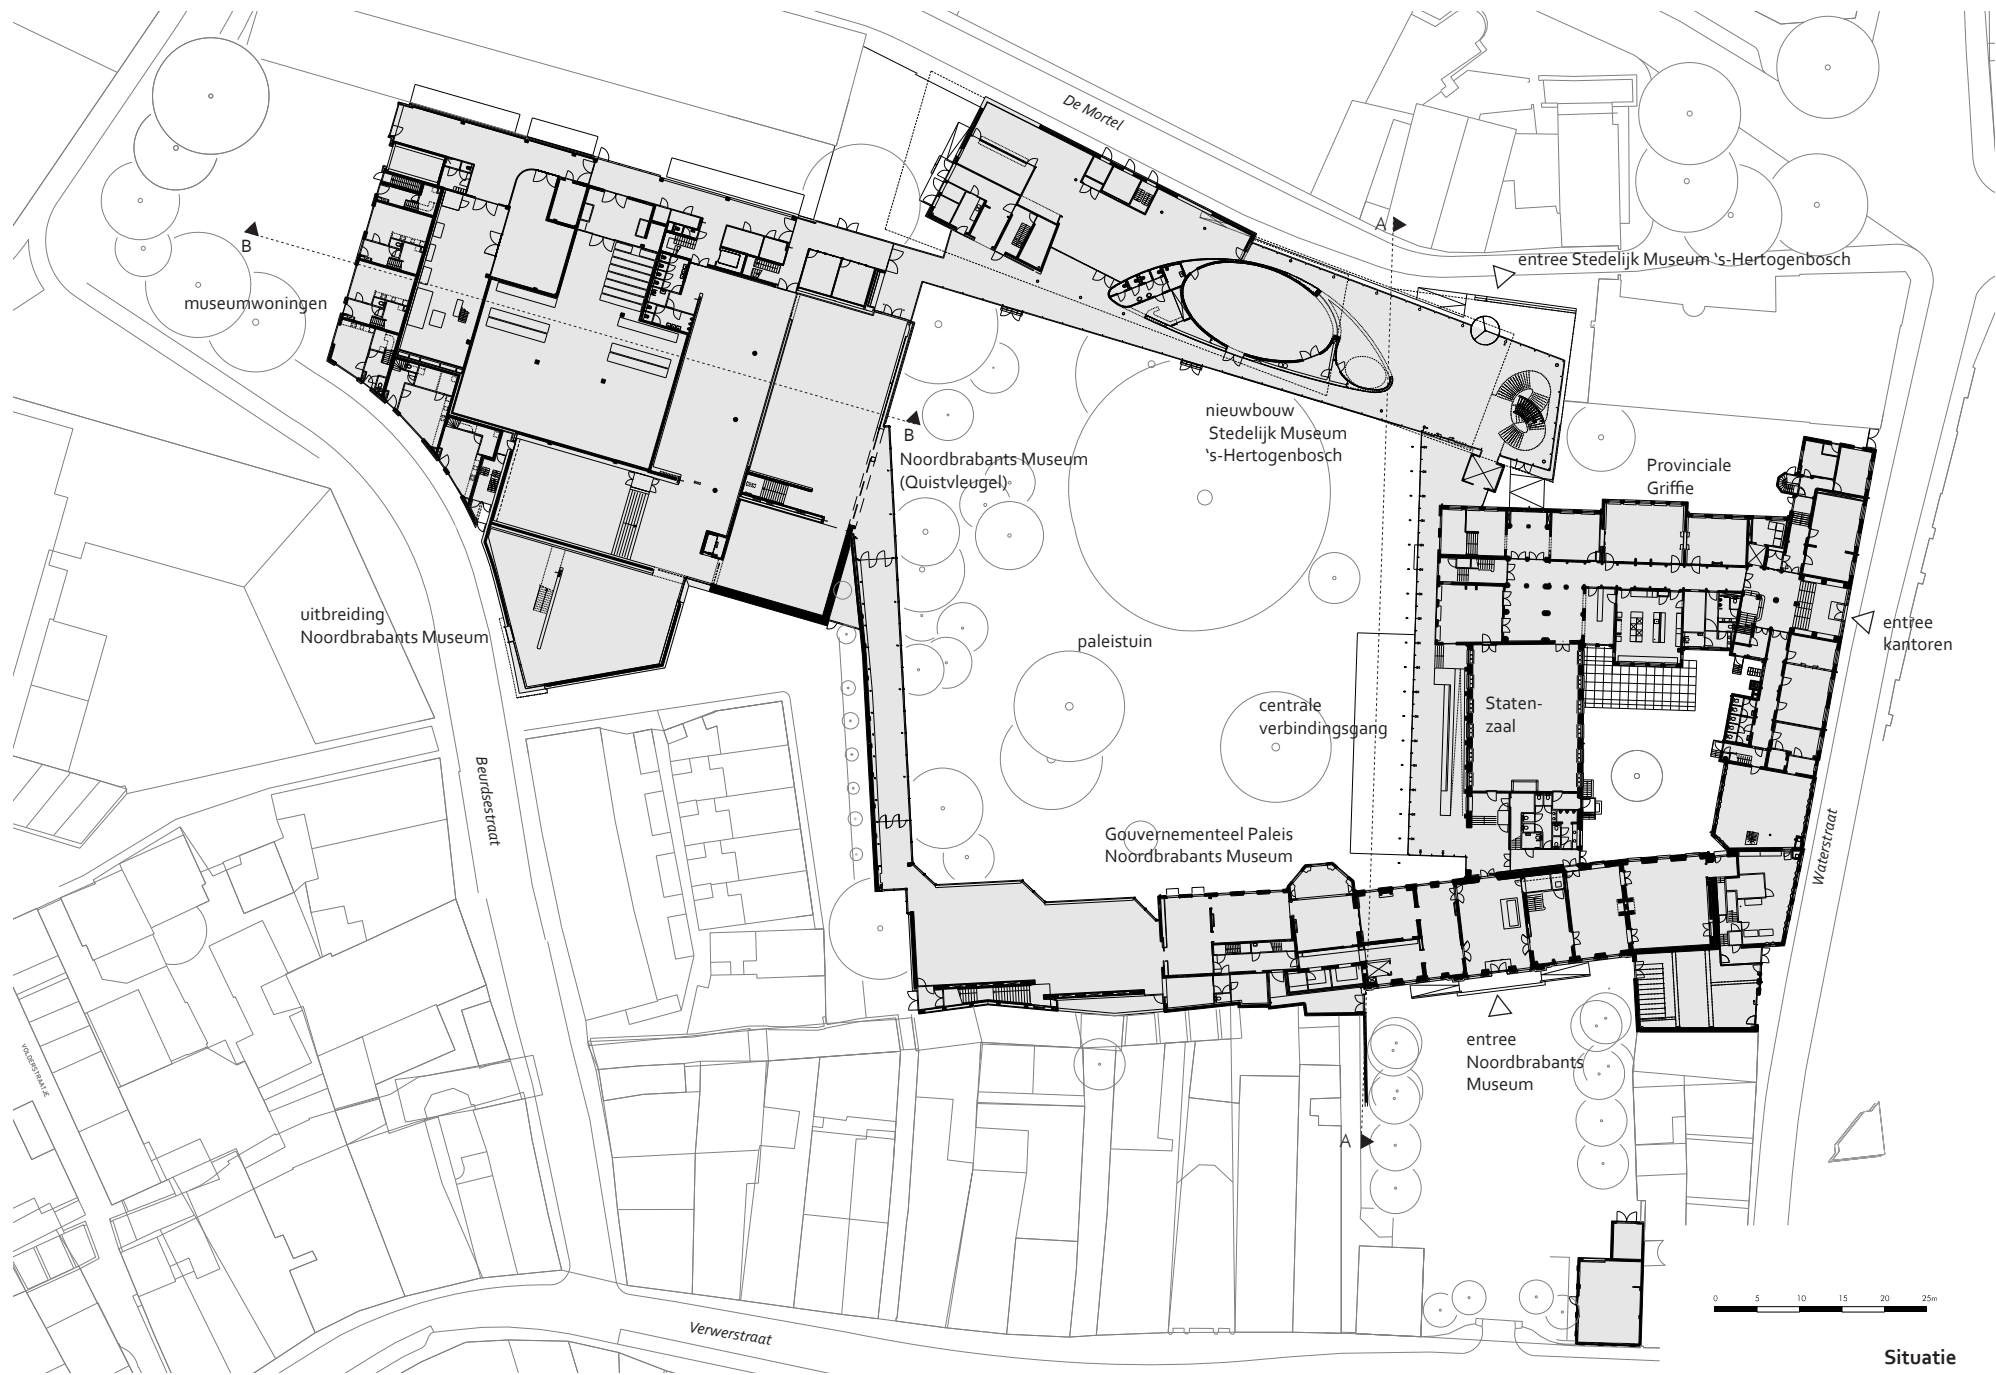 De Mortel
A
entree Stedelijk Museum ‘s-Hertogenbosch
B
museumwoningen
nieuwbouw
Stedelijk Museum
‘s-Hertogenbosch
B
Noordbrabants Museum
(Quistvleugel)
Provinciale
Griffie
uitbreiding
Noordbrabants Museum
entree
kantoren
paleistuin
Staten-
zaal
centrale
verbindingsgang
Beurdsestraat
Gouvernementeel Paleis
Noordbrabants Museum
Waterstraat
entree
Noordbrabants
Museum
VOLDERSTRAATJE
A
0 5 10 15 20 25m
Verwerstraat
Situatie